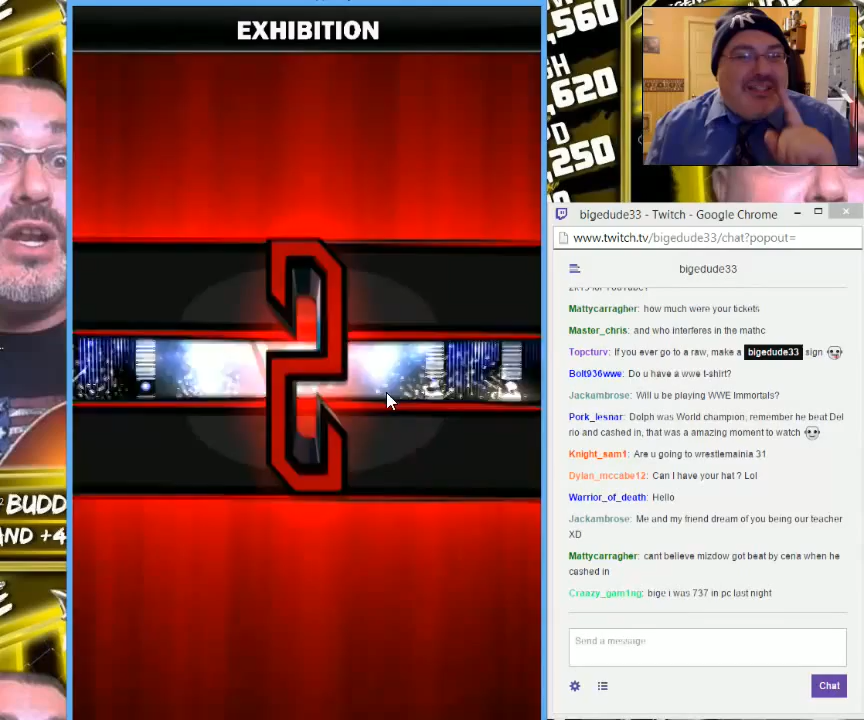 EXHIBITION
,560
,620
,250
BUDD
AND +4
bigedude33 - Twitch - Google Chrome
www.twitch.tv/bigedude33/chat?popout=
bigedude33
Mattycarragher: how much were your tickets
Master_chris: and who interferes in the mathc
Topcturv: If you ever go to a raw, make a bigedude33 sign
Bolt936wwe: Do u have a wwe t-shirt?
Jackambrose: Will u be playing WWE Immortals?
Pork_lesnar: Dolph was World champion, remember he beat Del
rio and cashed in, that was a amazing moment to watch
Knight_sam1: Are u going to wrestlemainia 31
Dylan_mccabe12: Can I have your hat ? Lol
Warrior_of_death: Hello
Jackambrose: Me and my friend dream of you being our teacher
XD
Mattycarragher: cant believe mizdow got beat by cena when he
cashed in
Craazy_gam1ng: bige i was 737 in pc last night
Send a message
Chat